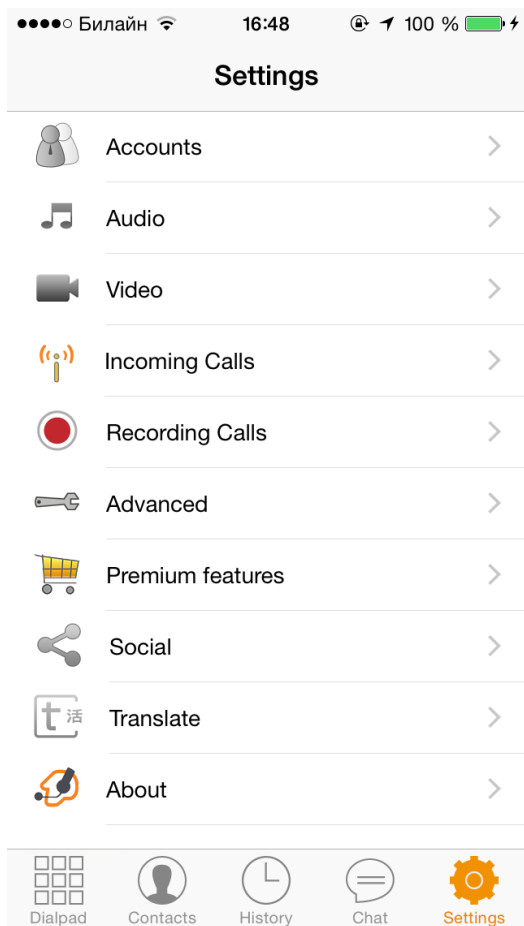 Билайн 16:48 100 %
Settings
Accounts
Audio
Video
Incoming Calls
Recording Calls
Advanced
Premium features
Social
t 活 Translate
About
Dialpad Contacts History Chat Settings